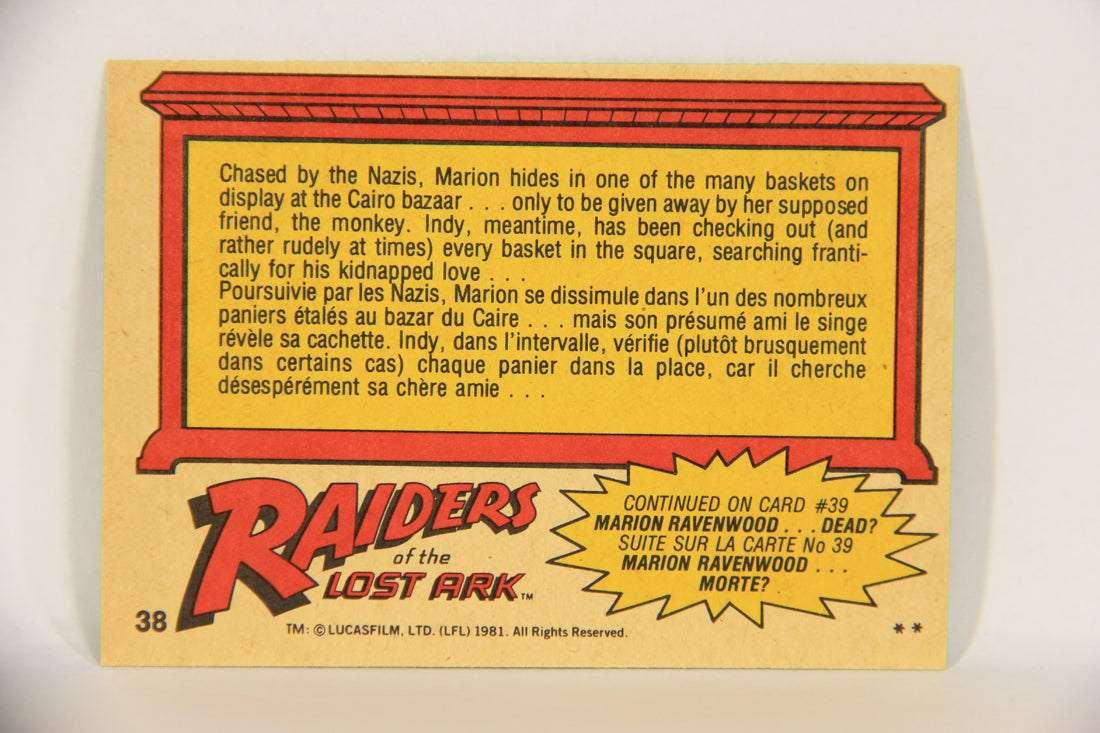 Chased by the Nazis, Marion hides in one of the many baskets on
display at the Cairo bazaar . . . only to be given away by her supposed
friend, the monkey. Indy, meantime, has been checking out (and
rather rudely at times) every basket in the square, searching franti-
cally for his kidnapped love . . .
Poursuivie par les Nazis, Marion se dissimule dans l'un des nombreux
paniers étalés au bazar du Caire . . . mais son présumé ami le singe
révèle sa cachette. Indy, dans l'intervalle, vérifie (plutôt brusquement
dans certains cas) chaque panier dans la place, car il cherche
désespérément sa chère amie . . .
RAIDERS
of the
LOST ARK™
CONTINUED ON CARD #39
MARION RAVENWOOD . . . DEAD?
SUITE SUR LA CARTE No 39
MARION RAVENWOOD . . .
MORTE?
38
TM: © LUCASFILM, LTD. (LFL) 1981. All Rights Reserved.
* *